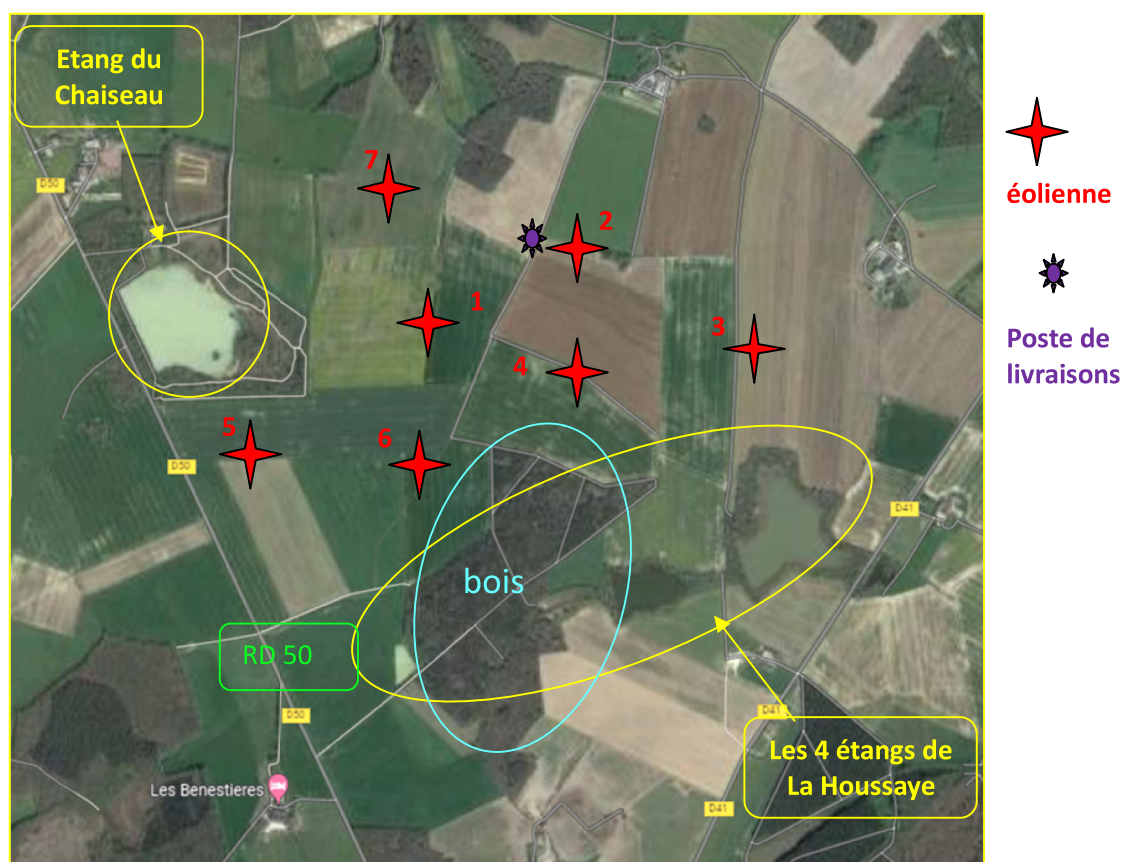 Etang du
Chaiseau
éolienne
7
D50
2
1
3
Poste de
livraisons
4
5
6
D50
D41
bois
RD 50
D50
D41
Les 4 étangs de
La Houssaye
Les Benestieres
D41